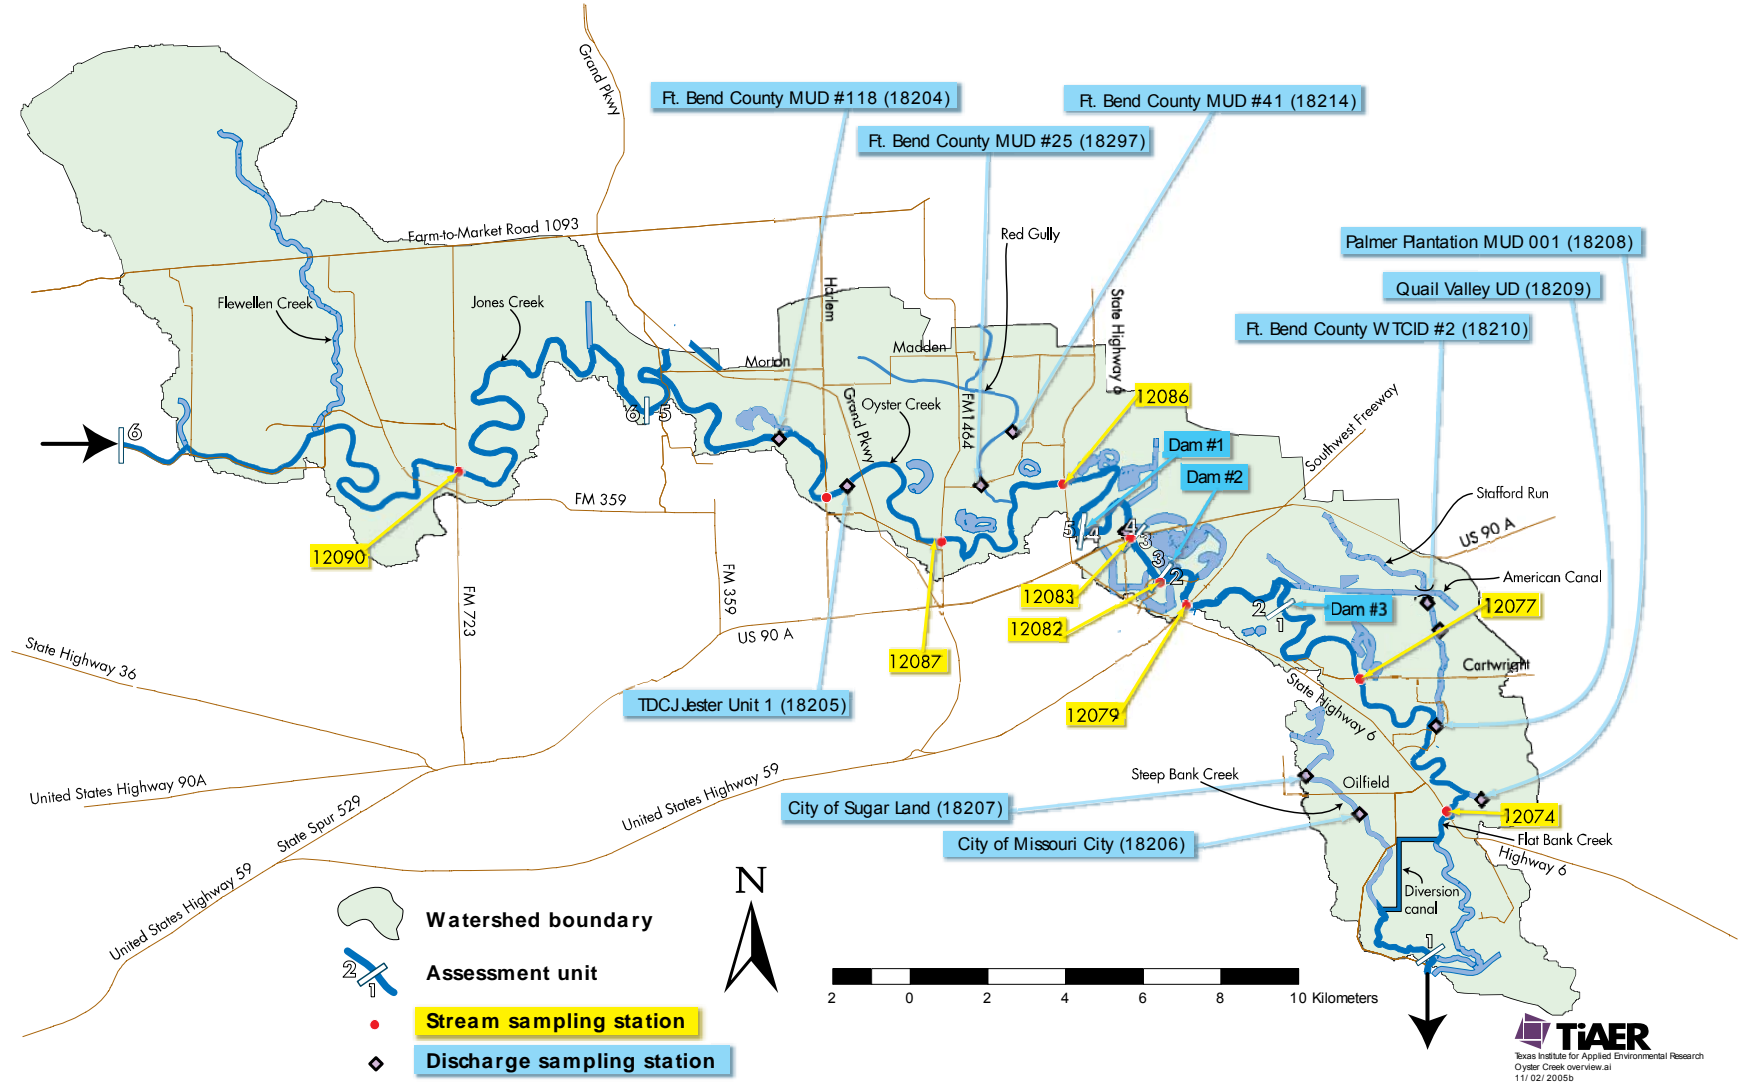 Grand Pkwy
Ft. Bend County MUD #118 (18204)
Ft. Bend County MUD #41 (18214)
Ft. Bend County MUD #25 (18297)
Farm-to-Market Road 1093
Red Gully
Palmer Plantation MUD 001 (18208)
Quail Valley UD (18209)
Ft. Bend County WTCID #2 (18210)
Flewellen Creek
Jones Creek
Harlem
State Highway 6
Madden
Morton
12086
Oyster Creek
Grand Pkwy
FM1464
Southwest Freeway
6
6
5
Dam #1
Dam #2
Stafford Run
FM 359
5
4
4
3
US 90 A
12090
3
2
American Canal
12083
12077
FM 723
FM 359
2
1
Dam #3
12082
US 90 A
12087
State Highway 36
Cartwright
TDCJ Jester Unit 1 (18205)
12079
State Highway 6
United States Highway 90A
United States Highway 59
Steep Bank Creek
Oilfield
State Spur 529
City of Sugar Land (18207)
12074
City of Missouri City (18206)
Flat Bank Creek
Highway 6
United States Highway 59
Diversion
canal
1
N
Watershed boundary
2
1
Assessment unit
Stream sampling station
Discharge sampling station
2 0 2 4 6 8 10 Kilometers
TiAER
Texas Institute for Applied Environmental Research
Oyster Creek overview.ai
11/02/2005b